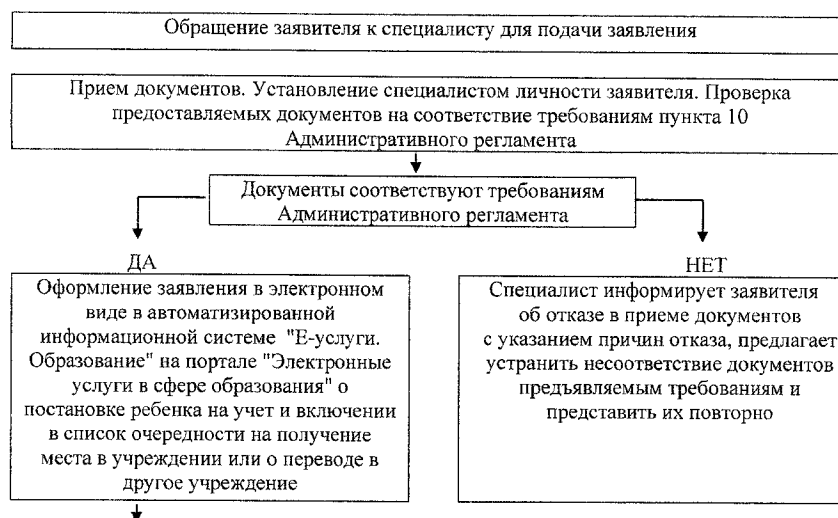 Обращение заявителя к специалисту для подачи заявления
Прием документов. Установление специалистом личности заявителя. Проверка
предоставляемых документов на соответствие требованиям пункта 10
Административного регламента
Документы соответствуют требованиям
Административного регламента
ДА
Оформление заявления в электронном
виде в автоматизированной
информационной системе "Е-услуги.
Образование" на портале "Электронные
услуги в сфере образования" о
постановке ребенка на учет и включении
в список очередности на получение
места в учреждении или о переводе в
другое учреждение
НЕТ
Специалист информирует заявителя
об отказе в приеме документов
с указанием причин отказа, предлагает
устранить несоответствие документов
предъявляемым требованиям и
представить их повторно